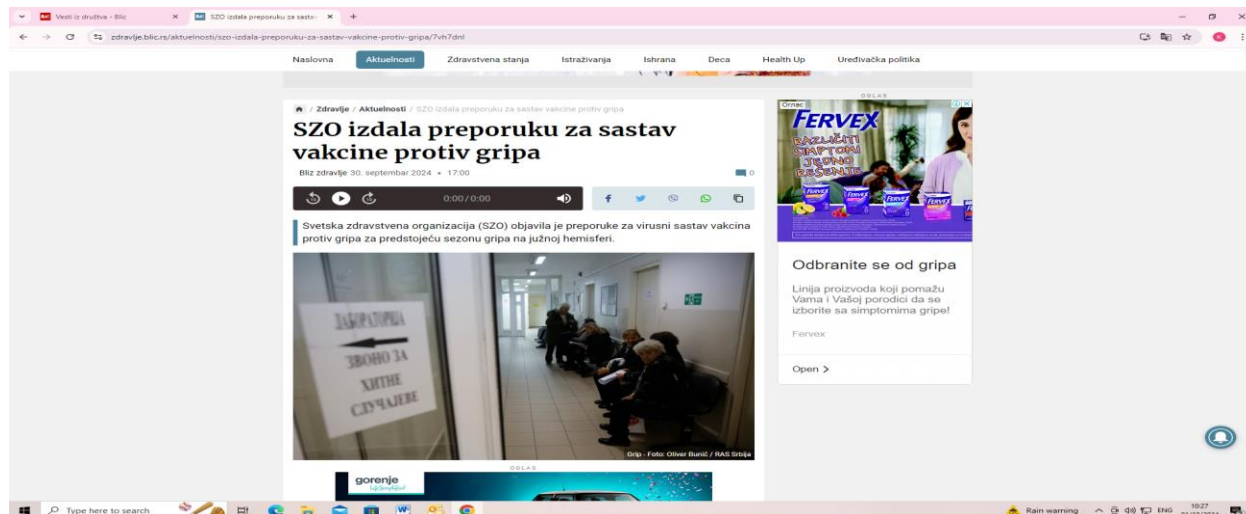 Vesti iz društva - Blic
SZO izdala preporuku za sasta
zdravlje.blic.rs/aktuelnosti/szo-izdala-preporuku-za-sastav-vakcine-protiv-gripa/7vh7dnl
Naslovna Aktuelnosti Zdravstvena stanja Istraživanja Ishrana Deca Health Up Uređivačka politika
/ Zdravlje / Aktuelnosti / SZO izdala preporuku za sastav vakcine protiv gripa
SZO izdala preporuku za sastav
vakcine protiv gripa
Bliz zdravlje 30. septembar 2024 • 17:00
0
0:00 / 0:00
Svetska zdravstvena organizacija (SZO) objavila je preporuke za virusni sastav vakcina
protiv gripa za predstojeću sezonu gripa na južnoj hemisferi.
ЛАБОРАТОРИЈА
ЗВОНО ЗА
ХИТНЕ
СЛУЧАЈЕВЕ
Grip - Foto: Oliver Bunić / RAS Srbija
OGLAS
gorenje
Life Simplified
OGLAS
Оглас
FERVEX
RAZLIČITI
SIMPTOMI
JEDNO
REŠENJE
Odbranite se od gripa
Linija proizvoda koji pomažu
Vama i Vašoj porodici da se
izborite sa simptomima gripe!
Fervex
Open >
Type here to search
Rain warning
ENG
10:27